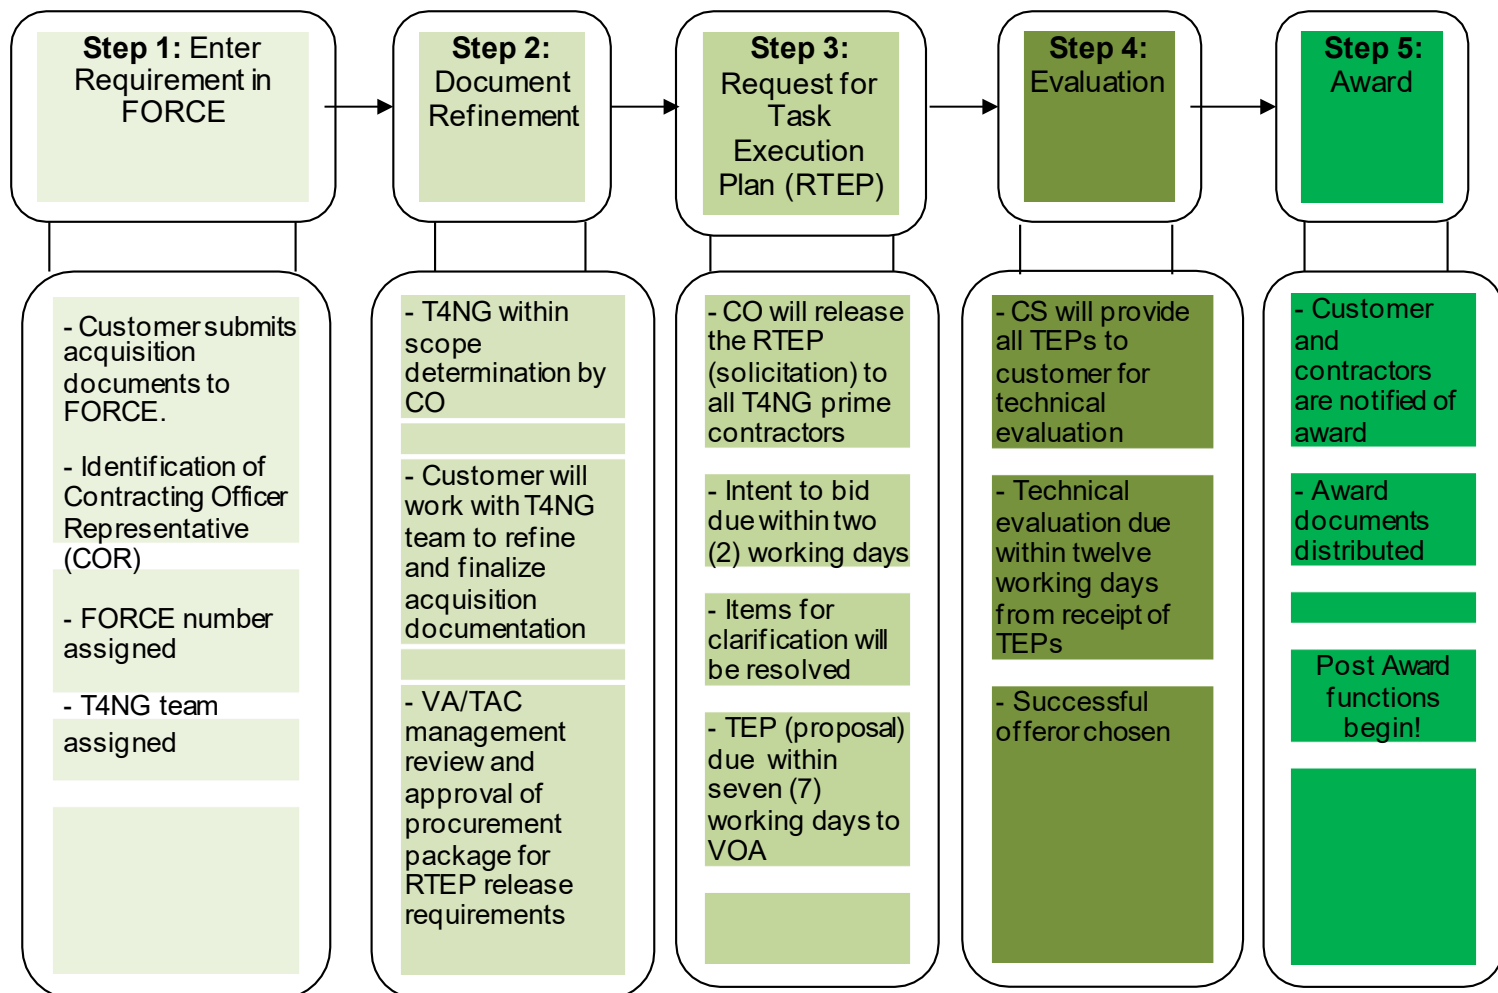 Step 1: Enter
Requirement in
FORCE
Step 2:
Document
Refinement
Step 3:
Request for
Task
Execution
Plan (RTEP)
Step 4:
Evaluation
Step 5:
Award
- Customer submits
acquisition
documents to
FORCE.
- Identification of
Contracting Officer
Representative
(COR)
- FORCE number
assigned
- T4NG team
assigned
- T4NG within
scope
determination by
CO
- Customer will
work with T4NG
team to refine
and finalize
acquisition
documentation
- VA/TAC
management
review and
approval of
procurement
package for
RTEP release
requirements
- CO will release
the RTEP
(solicitation) to
all T4NG prime
contractors
- Intent to bid
due within two
(2) working days
- Items for
clarification will
be resolved
- TEP (proposal)
due within
seven (7)
working days to
VOA
- CS will provide
all TEPs to
customer for
technical
evaluation
- Technical
evaluation due
within twelve
working days
from receipt of
TEPs
- Successful
offeror chosen
- Customer
and
contractors
are notified of
award
- Award
documents
distributed
Post Award
functions
begin!